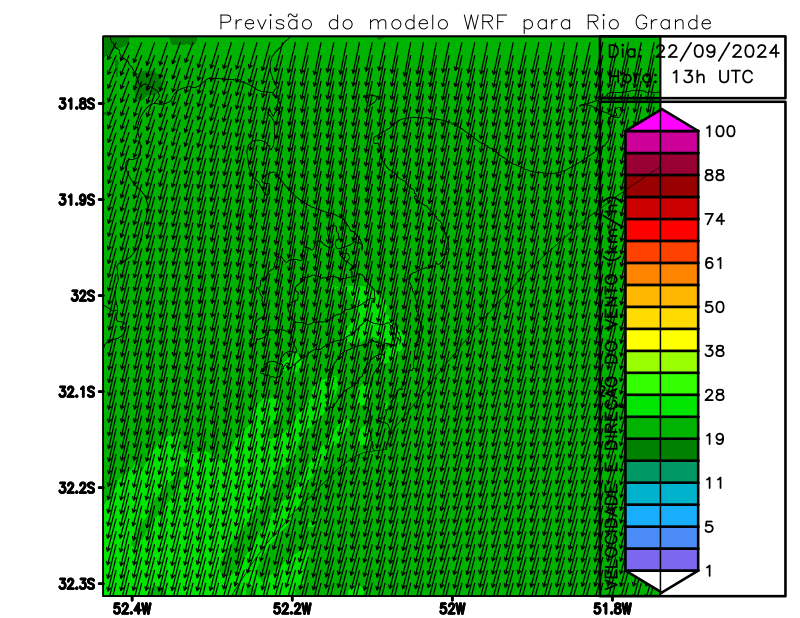 Previsão do modelo WRF para Rio Grande
Dia: 22/09/2024
Hora: 13h UTC
31.8S
31.9S
32S
32.1S
32.2S
32.3S
52.4W
52.2W
52W
51.8W
VELOCIDADE E DIREÇÃO DO VENTO (km/h)
100
88
74
61
50
38
28
19
11
5
1